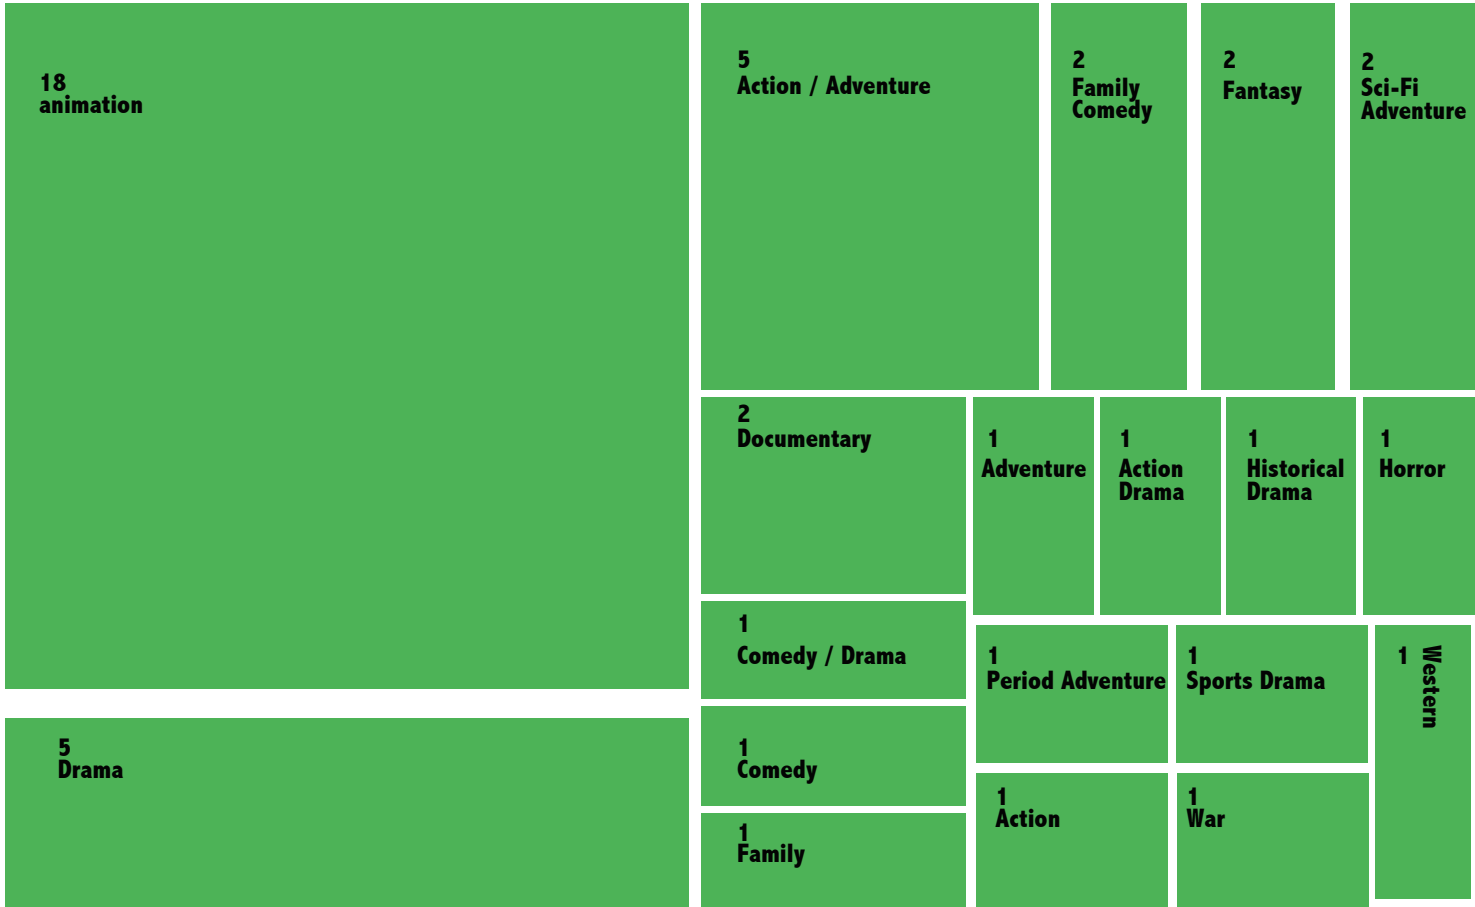 18
animation
5
Action / Adventure
2
Family
Comedy
2
Fantasy
2
Sci-Fi
Adventure
2
Documentary
1
Adventure
1
Action
Drama
1
Historical
Drama
1
Horror
1
Comedy / Drama
1
Period Adventure
1
Sports Drama
1
Western
5
Drama
1
Comedy
1
Action
1
War
1
Family